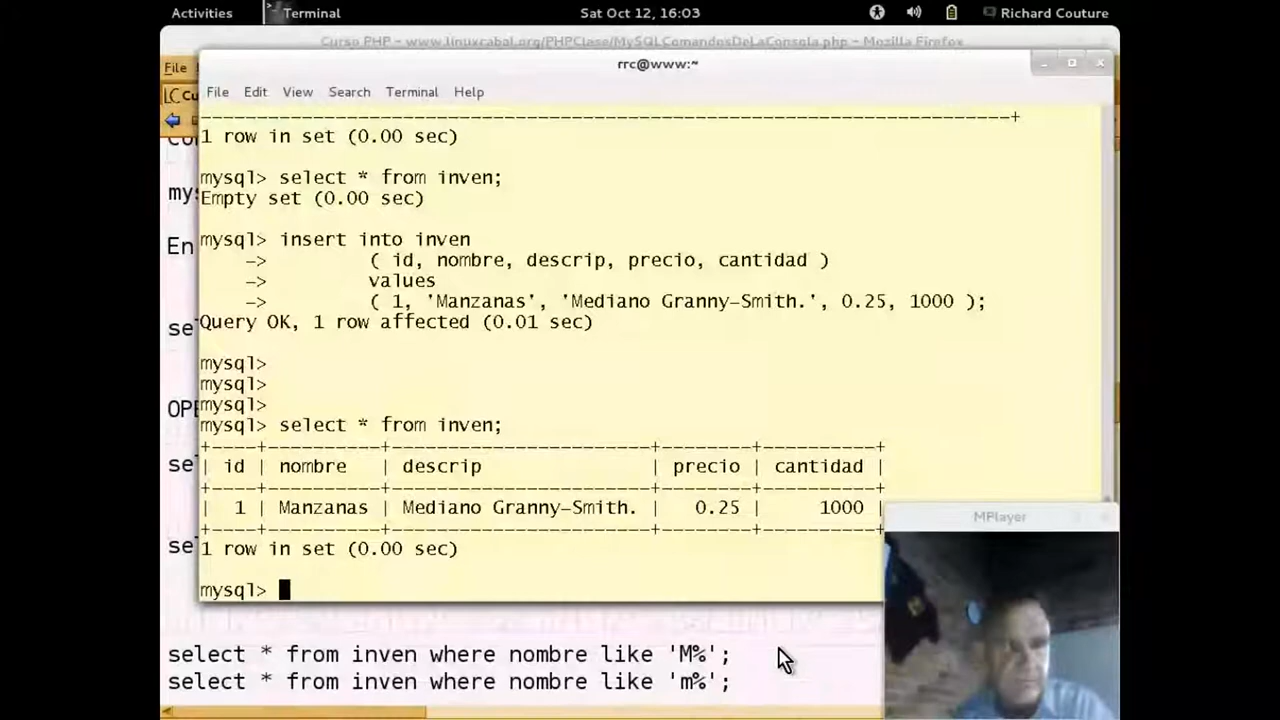 Activities Terminal Sat Oct 12, 16:03 Richard Couture
Curso PHP - www.linuxcabal.org/PHPClase/MySQLComandosDeLaConsola.php - Mozilla Firefox
File
rrc@www:~
File Edit View Search Terminal Help
1 row in set (0.00 sec)
mysql> select * from inven;
Empty set (0.00 sec)
mysql> insert into inven
-> ( id, nombre, descrip, precio, cantidad )
-> values
-> ( 1, 'Manzanas', 'Mediano Granny-Smith.', 0.25, 1000 );
Query OK, 1 row affected (0.01 sec)
mysql>
mysql>
mysql>
mysql> select * from inven;
+----+----------+-----------------------+--------+----------+
| id | nombre | descrip | precio | cantidad |
+----+----------+-----------------------+--------+----------+
| 1 | Manzanas | Mediano Granny-Smith. | 0.25 | 1000 |
+----+----------+-----------------------+--------+----------+
1 row in set (0.00 sec)
mysql>
MPlayer
select * from inven where nombre like 'M%';
select * from inven where nombre like 'm%';